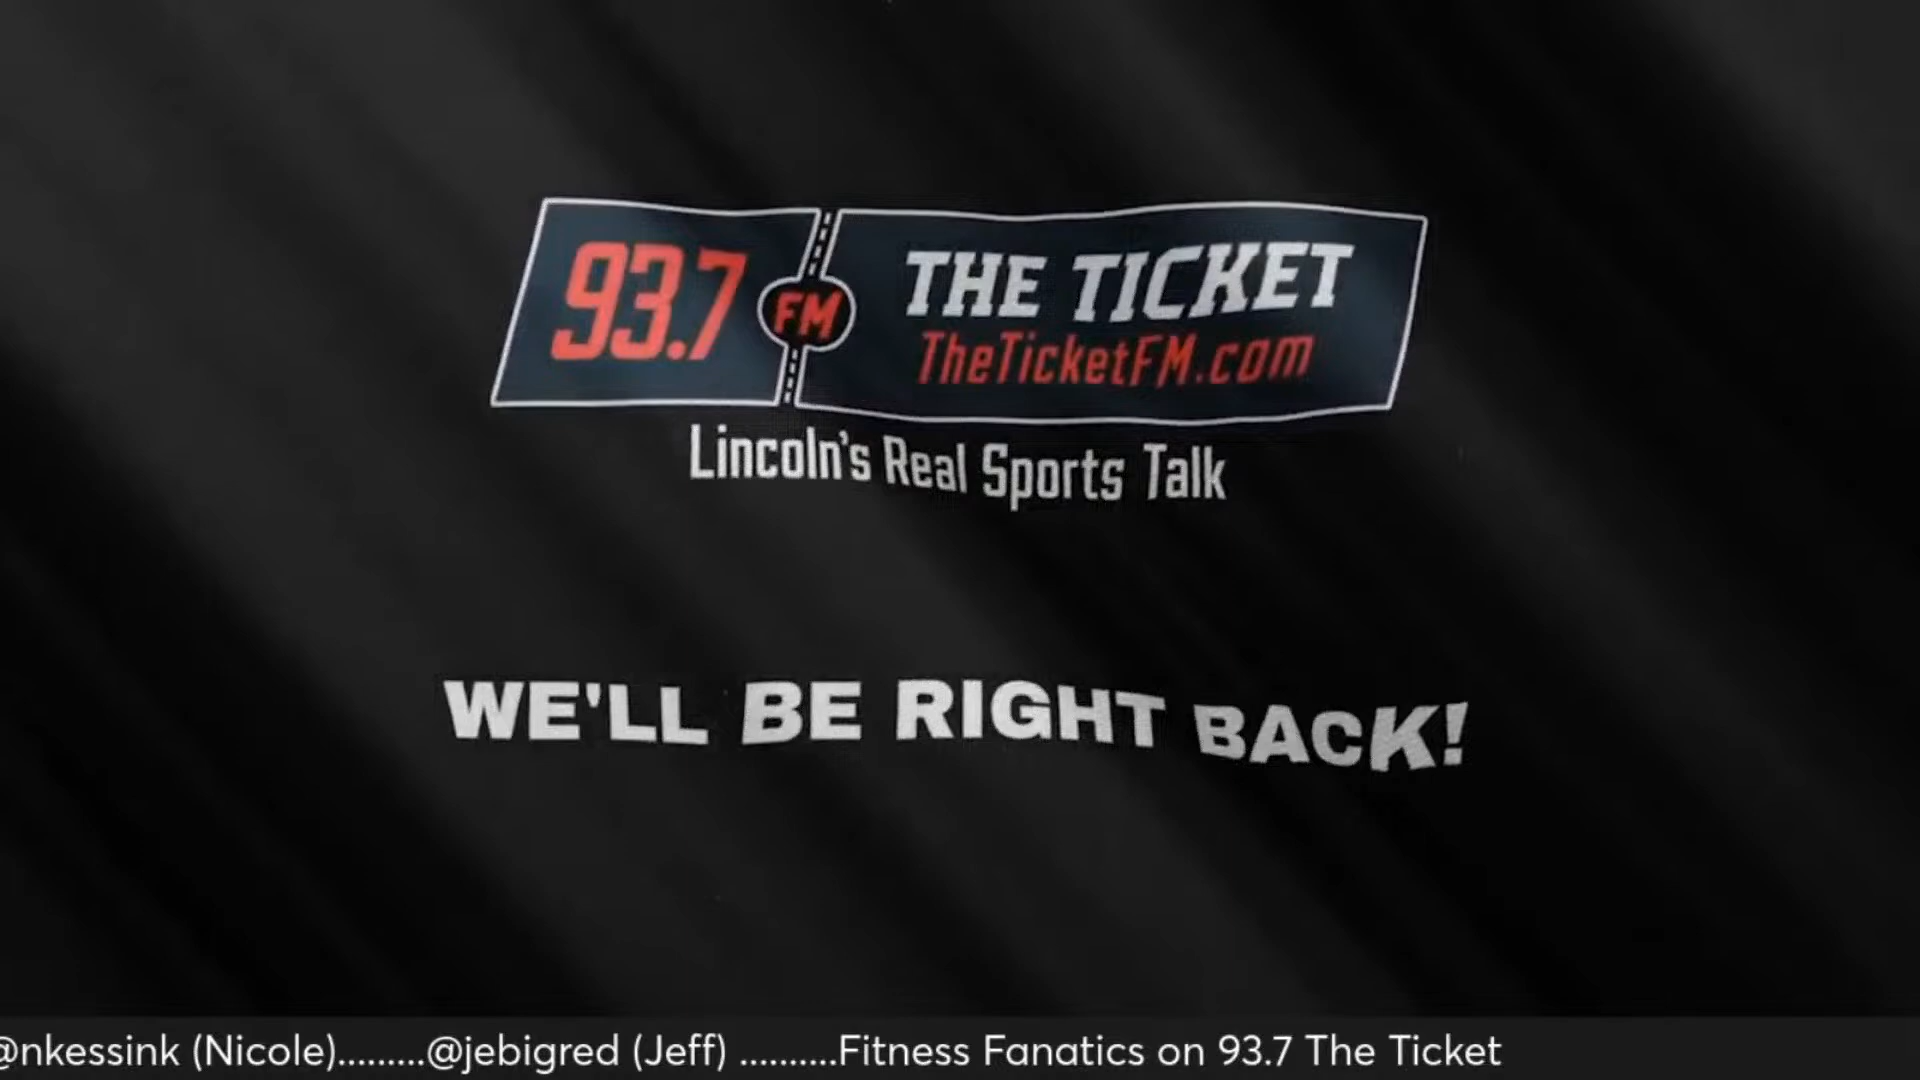 93.7 FM THE TICKET
TheTicketFM.com
Lincoln's Real Sports Talk
WE'LL BE RIGHT BACK!
@nkessink (Nicole).........@jebigred (Jeff) ..........Fitness Fanatics on 93.7 The Ticket